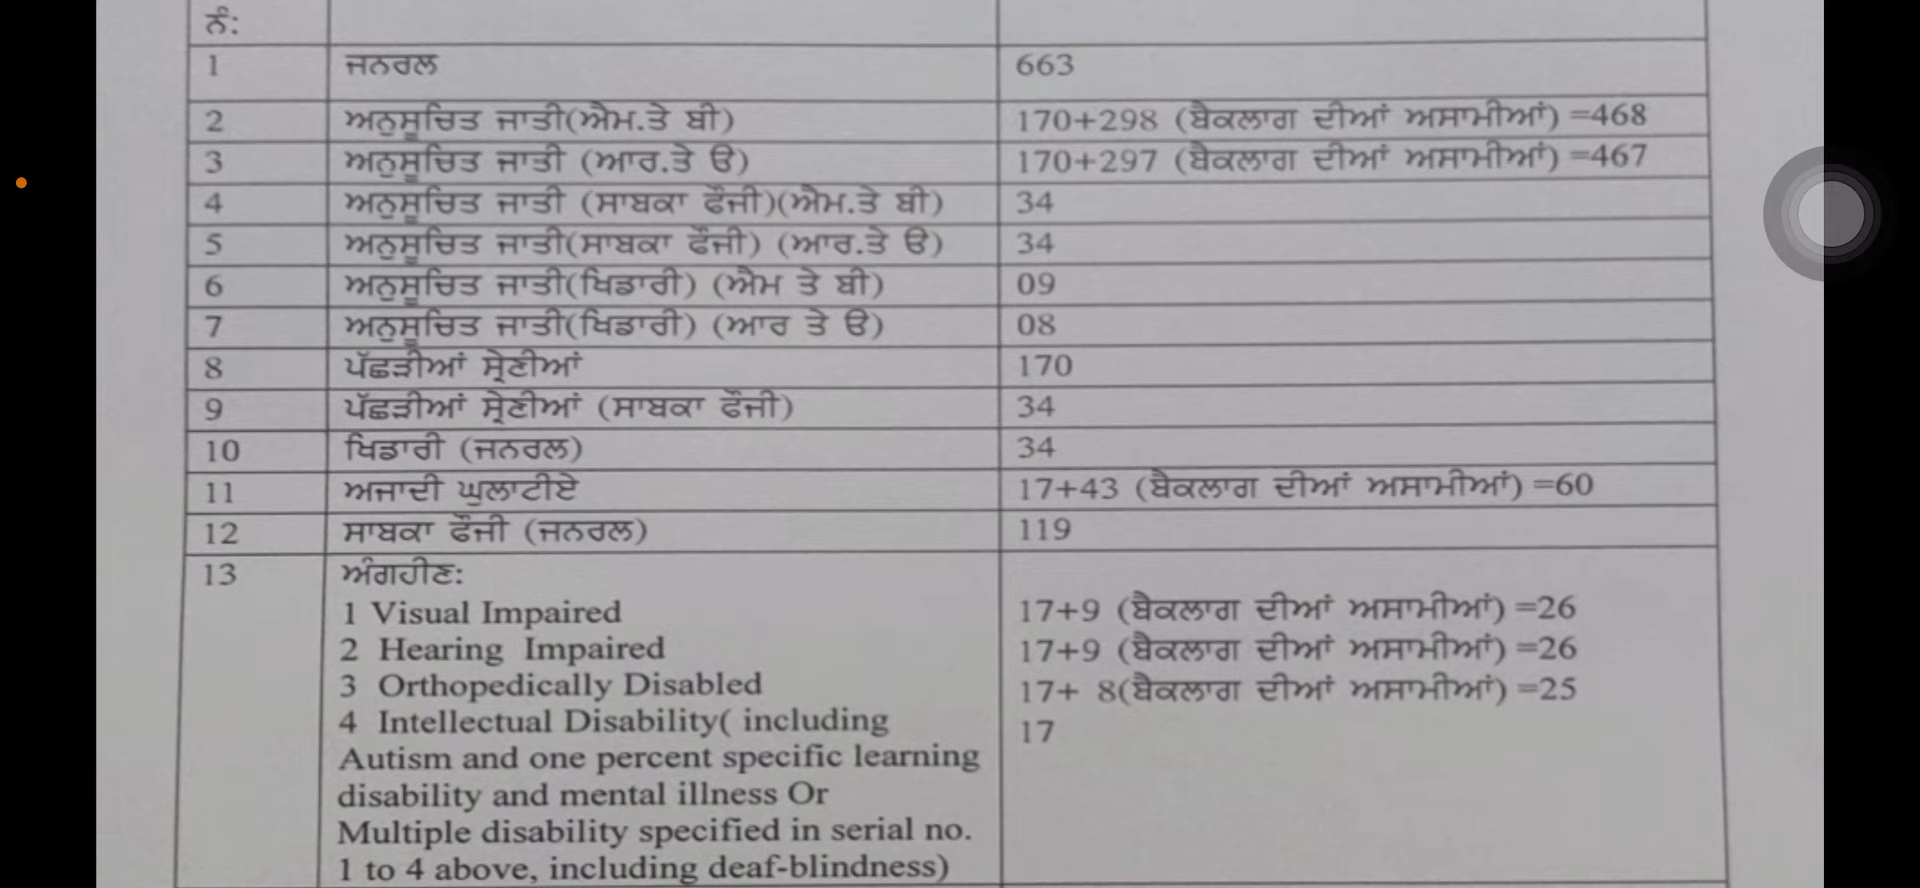 ਨੰ:
1 ਜਨਰਲ 663
2 ਅਨੁਸੂਚਿਤ ਜਾਤੀ(ਐਮ.ਤੇ ਬੀ) 170+298 (ਬੈਕਲਾਗ ਦੀਆਂ ਅਸਾਮੀਆਂ) =468
3 ਅਨੁਸੂਚਿਤ ਜਾਤੀ (ਆਰ.ਤੇ ਓ) 170+297 (ਬੈਕਲਾਗ ਦੀਆਂ ਅਸਾਮੀਆਂ) =467
4 ਅਨੁਸੂਚਿਤ ਜਾਤੀ (ਸਾਬਕਾ ਫੌਜੀ)(ਐਮ.ਤੇ ਬੀ) 34
5 ਅਨੁਸੂਚਿਤ ਜਾਤੀ(ਸਾਬਕਾ ਫੌਜੀ) (ਆਰ.ਤੇ ਓ) 34
6 ਅਨੁਸੂਚਿਤ ਜਾਤੀ(ਖਿਡਾਰੀ) (ਐਮ ਤੇ ਬੀ) 09
7 ਅਨੁਸੂਚਿਤ ਜਾਤੀ(ਖਿਡਾਰੀ) (ਆਰ ਤੇ ਓ) 08
8 ਪੱਛੜੀਆਂ ਸ੍ਰੇਣੀਆਂ 170
9 ਪੱਛੜੀਆਂ ਸ੍ਰੇਣੀਆਂ (ਸਾਬਕਾ ਫੌਜੀ) 34
10 ਖਿਡਾਰੀ (ਜਨਰਲ) 34
11 ਅਜਾਦੀ ਘੁਲਾਟੀਏ 17+43 (ਬੈਕਲਾਗ ਦੀਆਂ ਅਸਾਮੀਆਂ) =60
12 ਸਾਬਕਾ ਫੌਜੀ (ਜਨਰਲ) 119
13 ਅੰਗਹੀਣ:
1 Visual Impaired 17+9 (ਬੈਕਲਾਗ ਦੀਆਂ ਅਸਾਮੀਆਂ) =26
2 Hearing Impaired 17+9 (ਬੈਕਲਾਗ ਦੀਆਂ ਅਸਾਮੀਆਂ) =26
3 Orthopedically Disabled 17+ 8(ਬੈਕਲਾਗ ਦੀਆਂ ਅਸਾਮੀਆਂ) =25
4 Intellectual Disability( including 17
Autism and one percent specific learning
disability and mental illness Or
Multiple disability specified in serial no.
1 to 4 above, including deaf-blindness)